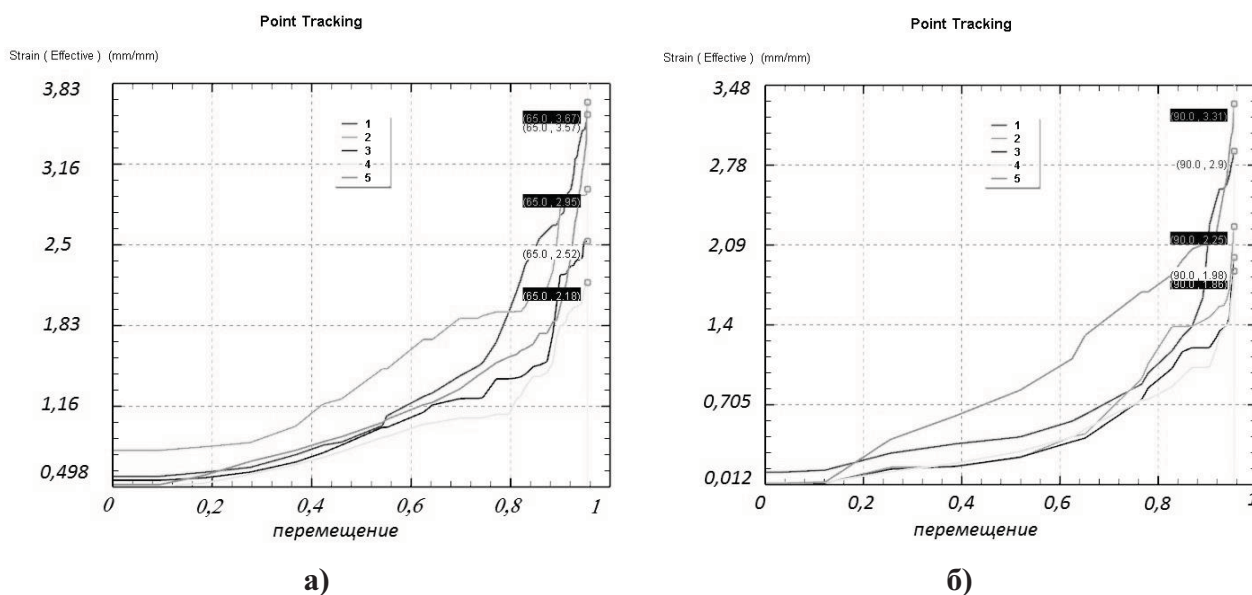 Point Tracking
Strain ( Effective ) (mm/mm)
3,83
3,16
2,5
1,83
1,16
0,498
1
2
3
4
5
(65.0 , 3.67)
(65.0 , 3.57)
(65.0 , 2.95)
(65.0 , 2.52)
(65.0 , 2.18)
0
0,2
0,4
0,6
0,8
1
перемещение
а)
Point Tracking
Strain ( Effective ) (mm/mm)
3,48
2,78
2,09
1,4
0,705
0,012
1
2
3
4
5
(90.0 , 3.31)
(90.0 , 2.9)
(90.0 , 2.25)
(90.0 , 1.98)
(90.0 , 1.86)
0
0,2
0,4
0,6
0,8
1
перемещение
б)